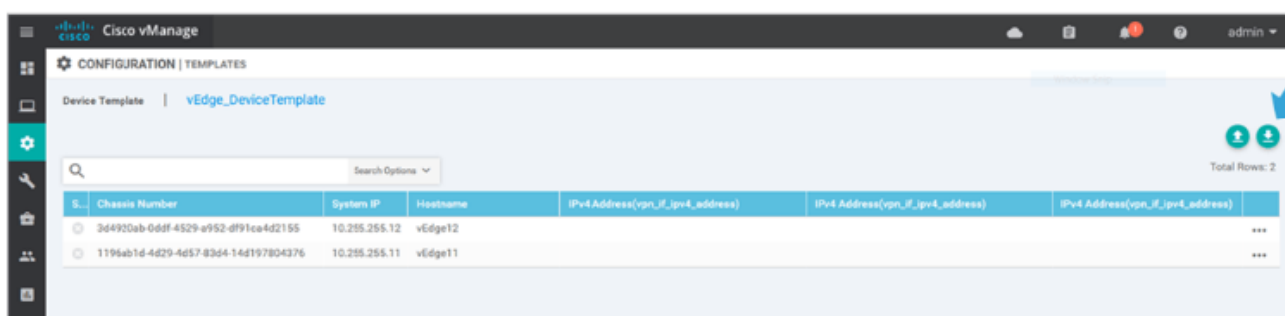 cisco Cisco vManage admin
CONFIGURATION | TEMPLATES
Device Template | vEdge_DeviceTemplate
Search Options Total Rows: 2
S... Chassis Number System IP Hostname IPv4 Address(vpn_if_ipv4_address) IPv4 Address(vpn_if_ipv4_address) IPv4 Address(vpn_if_ipv4_address)
3d4920ab-0ddf-4529-a952-df91ca4d2155 10.255.255.12 vEdge12
1196ab1d-4d29-4d57-83d4-14d197804376 10.255.255.11 vEdge11